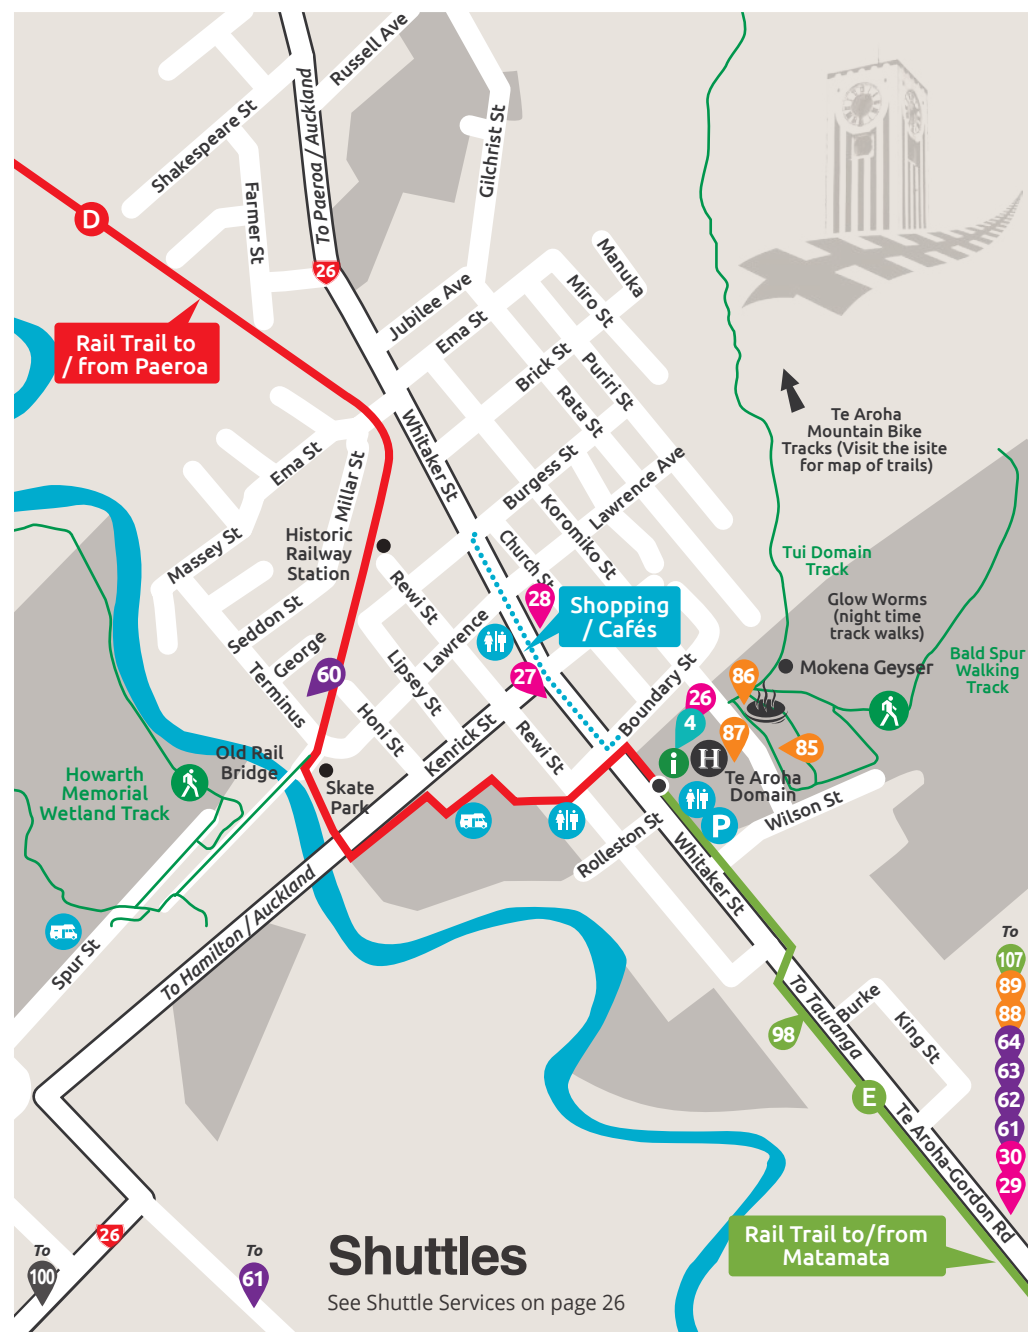 Russell Ave
Shakespeare St
To Paeroa / Auckland
Gilchrist St
Farmer St
D
26
Manuka
Miro St
Jubilee Ave
Ema St
Rail Trail to
/ from Paeroa
Brick St
Puriri St
Rata St
Te Aroha
Mountain Bike
Tracks (Visit the isite
for map of trails)
Whitaker St
Ema St
Millar St
Burgess St
Lawrence Ave
Koromiko St
Massey St
Historic
Railway
Station
Church St
Tui Domain
Track
Rewi St
Seddon St
28
Shopping
/ Cafés
Glow Worms
(night time
track walks)
George
Lawrence
Lipsey St
Bald Spur
Walking
Track
Mokena Geyser
60
27
Terminus
Boundary St
86
26
Honi St
Kenrick St
Rewi St
4
87
85
i
H
Old Rail
Bridge
Howarth
Memorial
Wetland Track
Skate
Park
Te Aroha
Domain
P
Wilson St
Rolleston St
Whitaker St
To Hamilton / Auckland
Spur St
To
107
89
88
64
63
62
61
30
29
To Tauranga
Burke
King St
98
E
Te Aroha-Gordon Rd
26
Rail Trail to/from
Matamata
To
100
To
61
Shuttles
See Shuttle Services on page 26